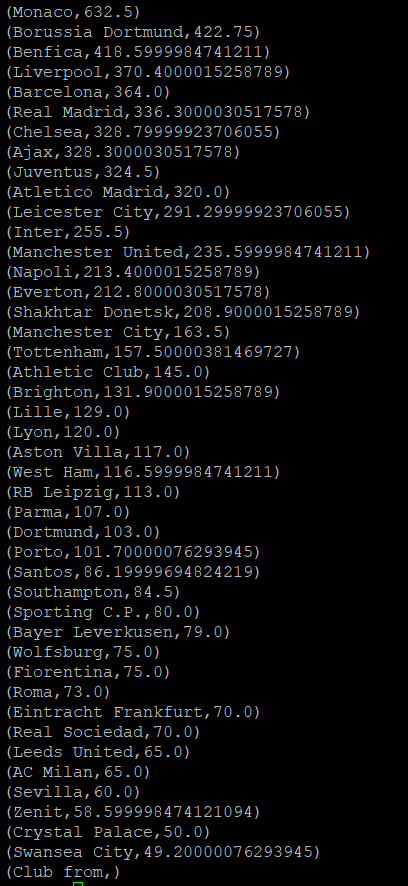 (Monaco,632.5)
(Borussia Dortmund,422.75)
(Benfica,418.5999984741211)
(Liverpool,370.4000015258789)
(Barcelona,364.0)
(Real Madrid,336.3000030517578)
(Chelsea,328.79999923706055)
(Ajax,328.3000030517578)
(Juventus,324.5)
(Atletico Madrid,320.0)
(Leicester City,291.29999923706055)
(Inter,255.5)
(Manchester United,235.5999984741211)
(Napoli,213.4000015258789)
(Everton,212.8000030517578)
(Shakhtar Donetsk,208.9000015258789)
(Manchester City,163.5)
(Tottenham,157.50000381469727)
(Athletic Club,145.0)
(Brighton,131.9000015258789)
(Lille,129.0)
(Lyon,120.0)
(Aston Villa,117.0)
(West Ham,116.5999984741211)
(RB Leipzig,113.0)
(Parma,107.0)
(Dortmund,103.0)
(Porto,101.70000076293945)
(Santos,86.19999694824219)
(Southampton,84.5)
(Sporting C.P.,80.0)
(Bayer Leverkusen,79.0)
(Wolfsburg,75.0)
(Fiorentina,75.0)
(Roma,73.0)
(Eintracht Frankfurt,70.0)
(Real Sociedad,70.0)
(Leeds United,65.0)
(AC Milan,65.0)
(Sevilla,60.0)
(Zenit,58.599998474121094)
(Crystal Palace,50.0)
(Swansea City,49.20000076293945)
(Club from,)